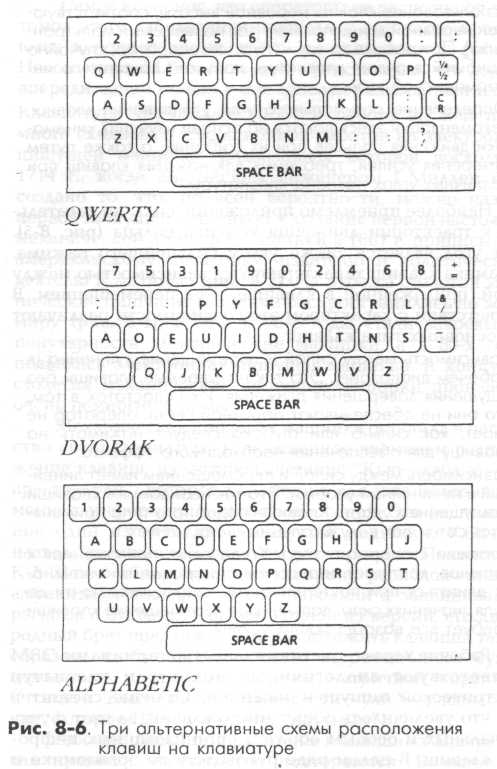 2 3 4 5 6 7 8 9 0 -
Q W E R T Y U I O P ¼ ½
A S D F G H J K L : ; C R
Z X C V B N M , . ? /
SPACE BAR
QWERTY
7 5 3 1 9 0 2 4 6 8 + =
. P Y F G C R L &
A O E U I D H T N S -
Q J K X B M W V Z
SPACE BAR
DVORAK
1 2 3 4 5 6 7 8 9 0
A B C D E F G H I J
K L M N O P Q R S T
U V W X Y Z
SPACE BAR
ALPHABETIC
Рис. 8-6. Три альтернатиные схемы расположения
клавиш на клавиатуре